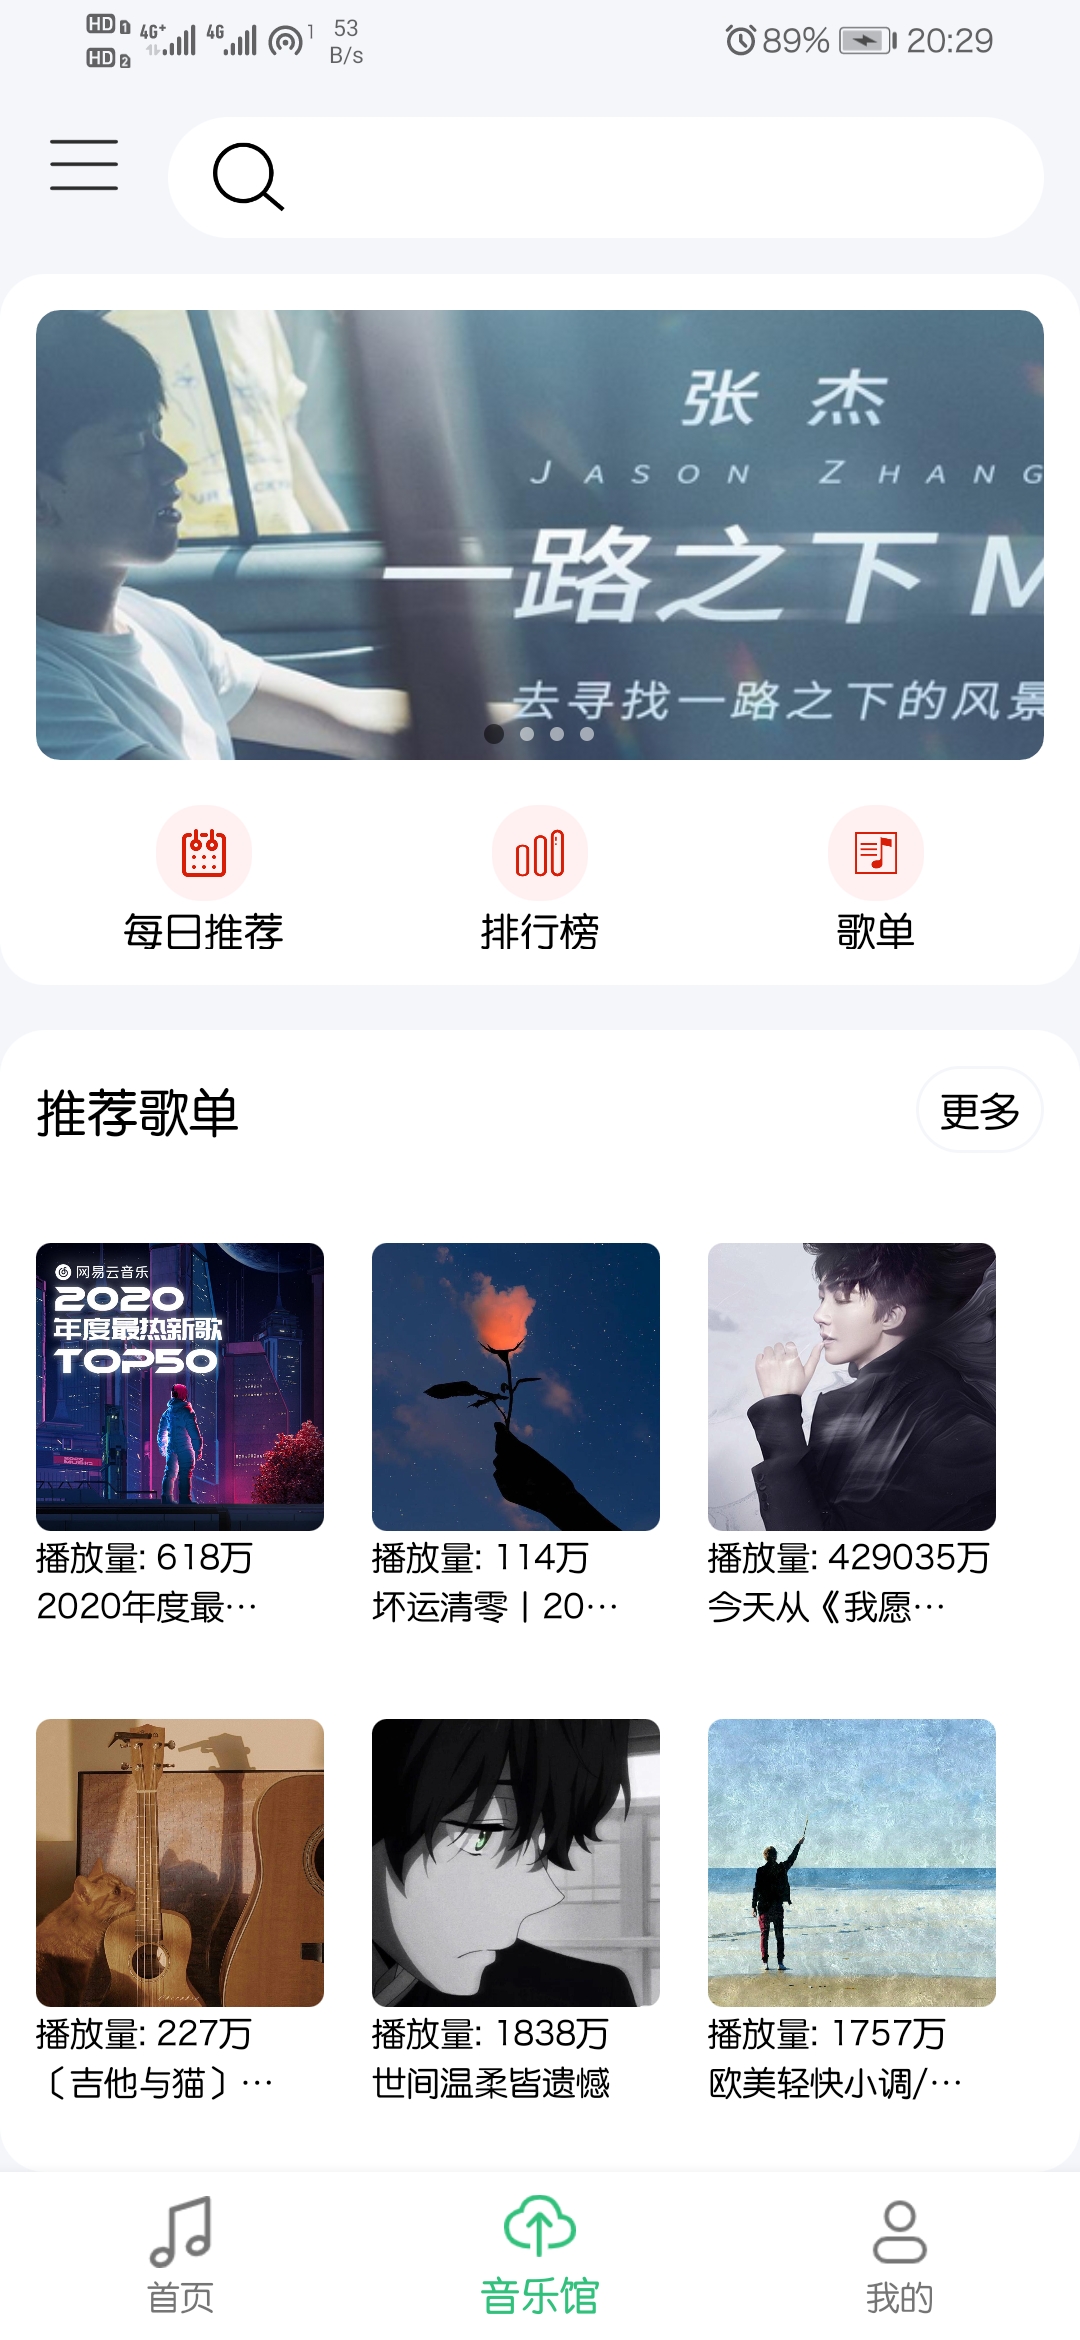 HD 1 4G+ 4G 1 53 89% 20:29
HD 2 B/s
张 杰
JASON ZHANG
一路之下 M
去寻找一路之下的风景
每日推荐 排行榜 歌单
推荐歌单 更多
网易云音乐
2020
年度最热新歌
TOP50
播放量: 618万 播放量: 114万 播放量: 429035万
2020年度最… 坏运清零丨20… 今天从《我愿…
播放量: 227万 播放量: 1838万 播放量: 1757万
〔吉他与猫〕… 世间温柔皆遗憾 欧美轻快小调/…
首页 音乐馆 我的